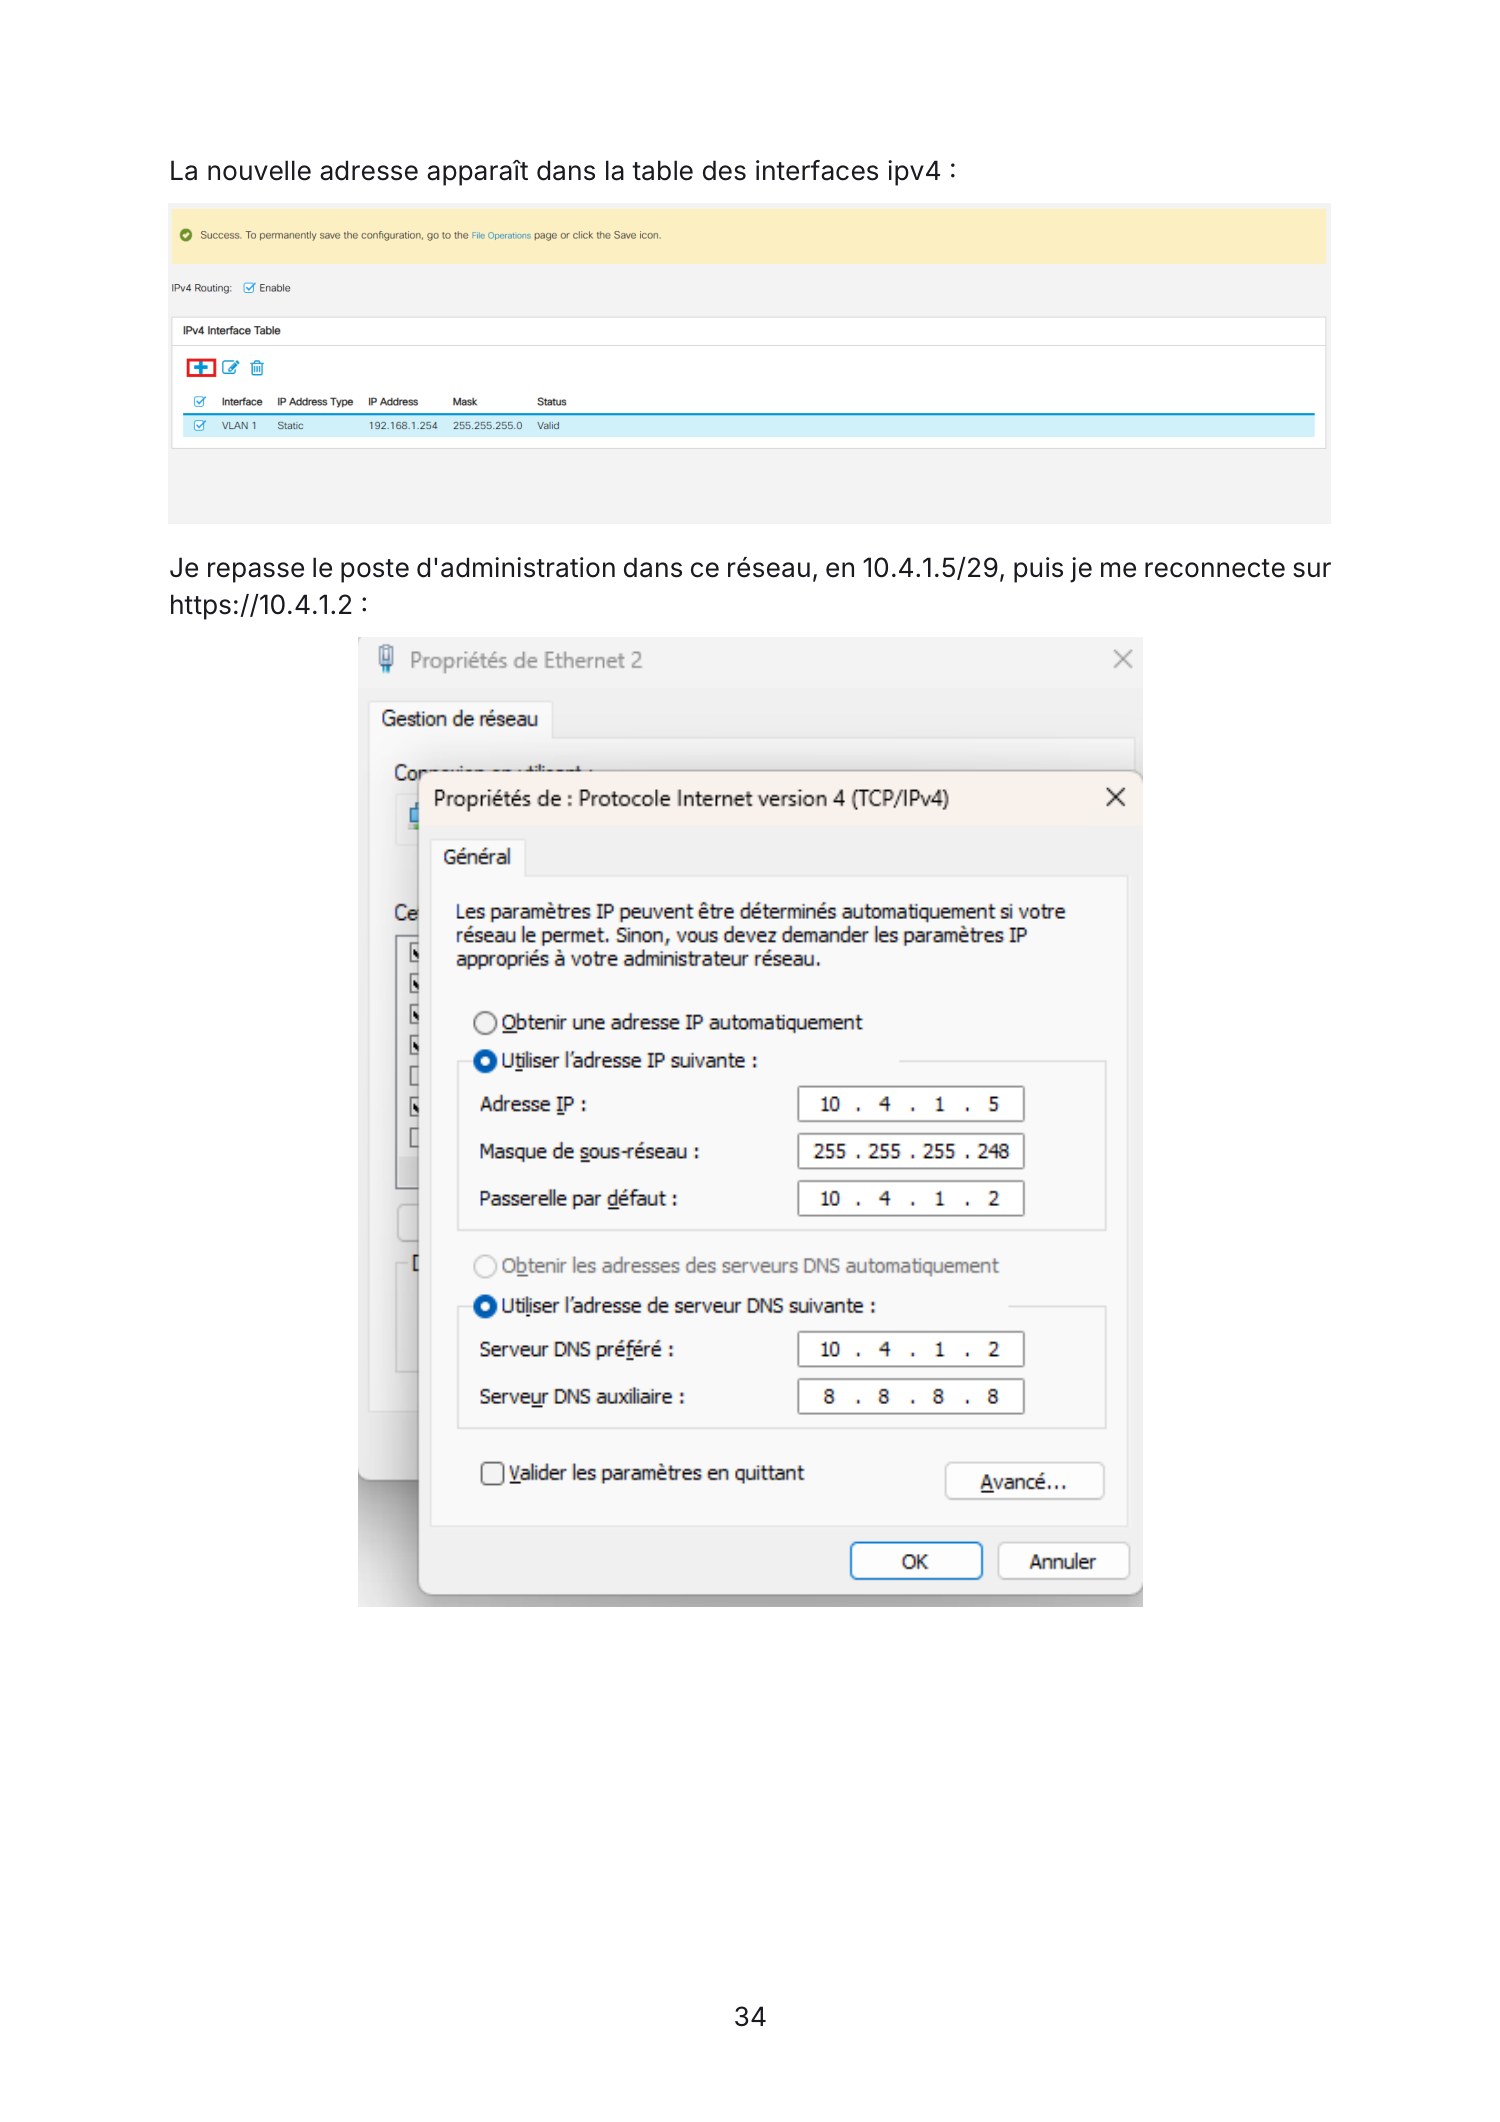 La nouvelle adresse apparaît dans la table des interfaces ipv4 :
Success. To permanently save the configuration, go to the File Operations page or click the Save icon.
IPv4 Routing: Enable
IPv4 Interface Table
Interface IP Address Type IP Address Mask Status
VLAN 1 Static 192.168.1.254 255.255.255.0 Valid
Je repasse le poste d'administration dans ce réseau, en 10.4.1.5/29, puis je me reconnecte sur
https://10.4.1.2 :
Propriétés de Ethernet 2
Gestion de réseau
Propriétés de : Protocole Internet version 4 (TCP/IPv4)
Général
Les paramètres IP peuvent être déterminés automatiquement si votre
réseau le permet. Sinon, vous devez demander les paramètres IP
appropriés à votre administrateur réseau.
Obtenir une adresse IP automatiquement
Utiliser l'adresse IP suivante :
Adresse IP : 10 . 4 . 1 . 5
Masque de sous-réseau : 255 . 255 . 255 . 248
Passerelle par défaut : 10 . 4 . 1 . 2
Obtenir les adresses des serveurs DNS automatiquement
Utiliser l'adresse de serveur DNS suivante :
Serveur DNS préféré : 10 . 4 . 1 . 2
Serveur DNS auxiliaire : 8 . 8 . 8 . 8
Valider les paramètres en quittant
Avancé...
OK Annuler
34